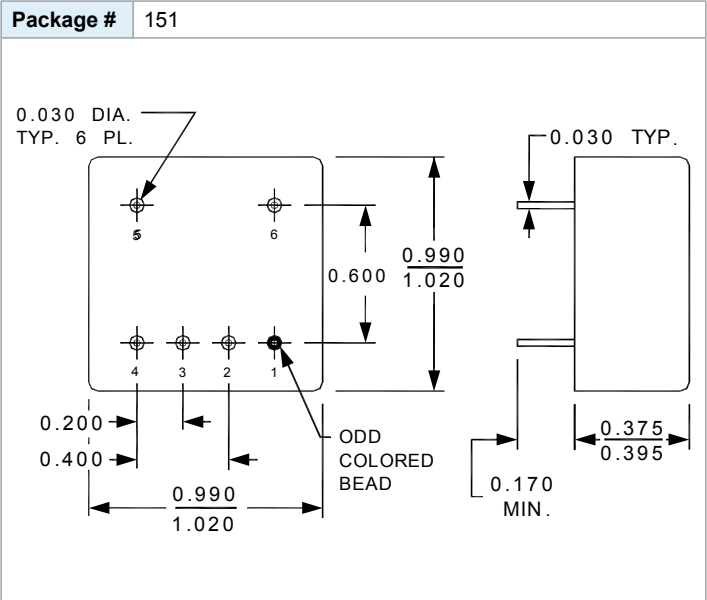 Package # 151
0.030 DIA.
TYP. 6 PL.
0.030 TYP.
5
6
0.600
0.990
1.020
4
3
2
1
0.200
0.400
ODD
COLORED
BEAD
0.990
1.020
0.375
0.395
0.170
MIN.